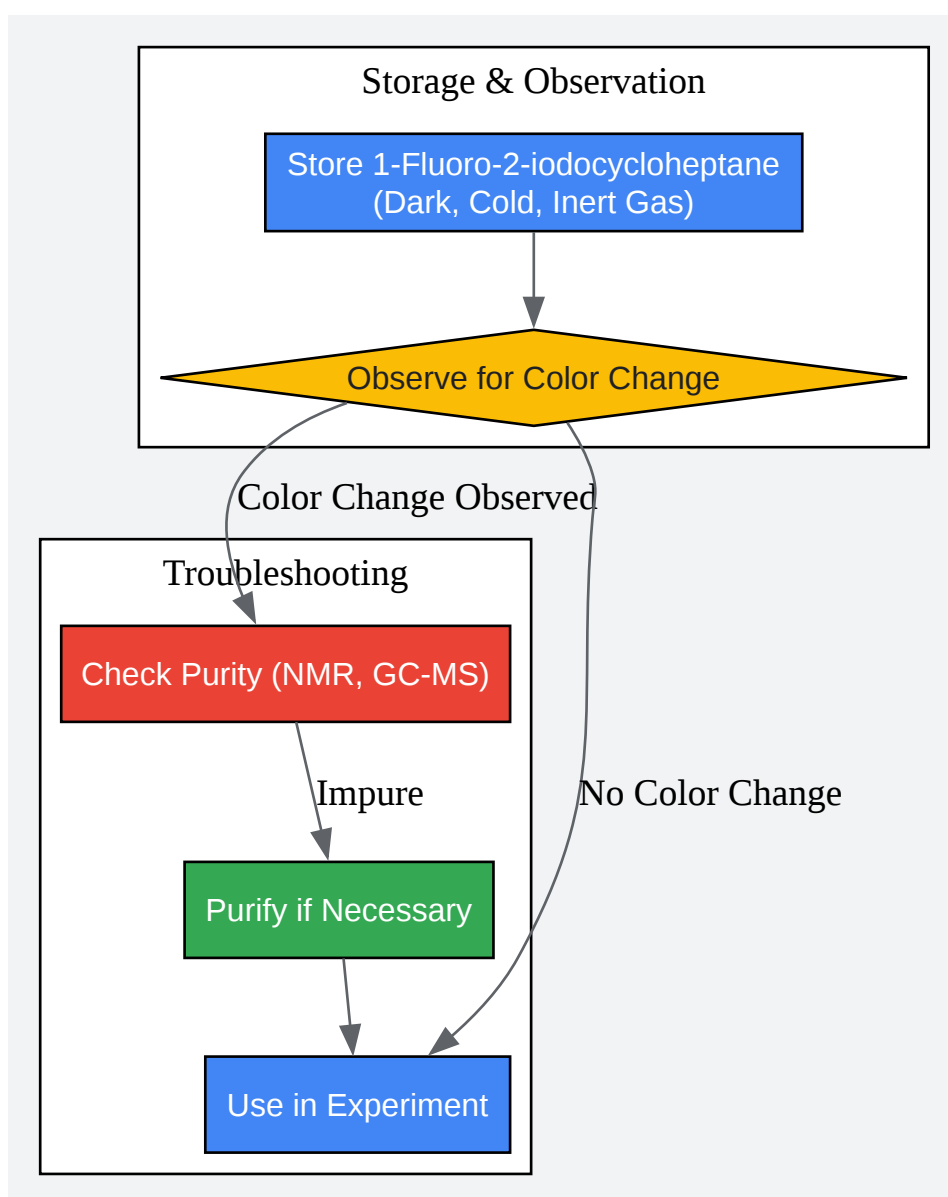 Storage & Observation
Store 1-Fluoro-2-iodocycloheptane
(Dark, Cold, Inert Gas)
Observe for Color Change
Color Change Observed
Troubleshooting
Check Purity (NMR, GC-MS)
Impure
No Color Change
Purify if Necessary
Use in Experiment